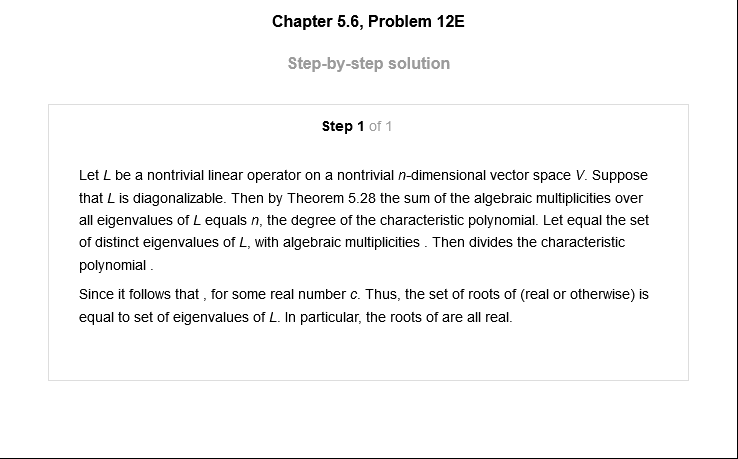 Chapter 5.6, Problem 12E
Step-by-step solution
Step 1 of 1
Let L be a nontrivial linear operator on a nontrivial n-dimensional vector space V. Suppose
that L is diagonalizable. Then by Theorem 5.28 the sum of the algebraic multiplicities over
all eigenvalues of L equals n, the degree of the characteristic polynomial. Let equal the set
of distinct eigenvalues of L, with algebraic multiplicities . Then divides the characteristic
polynomial .
Since it follows that , for some real number c. Thus, the set of roots of (real or otherwise) is
equal to set of eigenvalues of L. In particular, the roots of are all real.